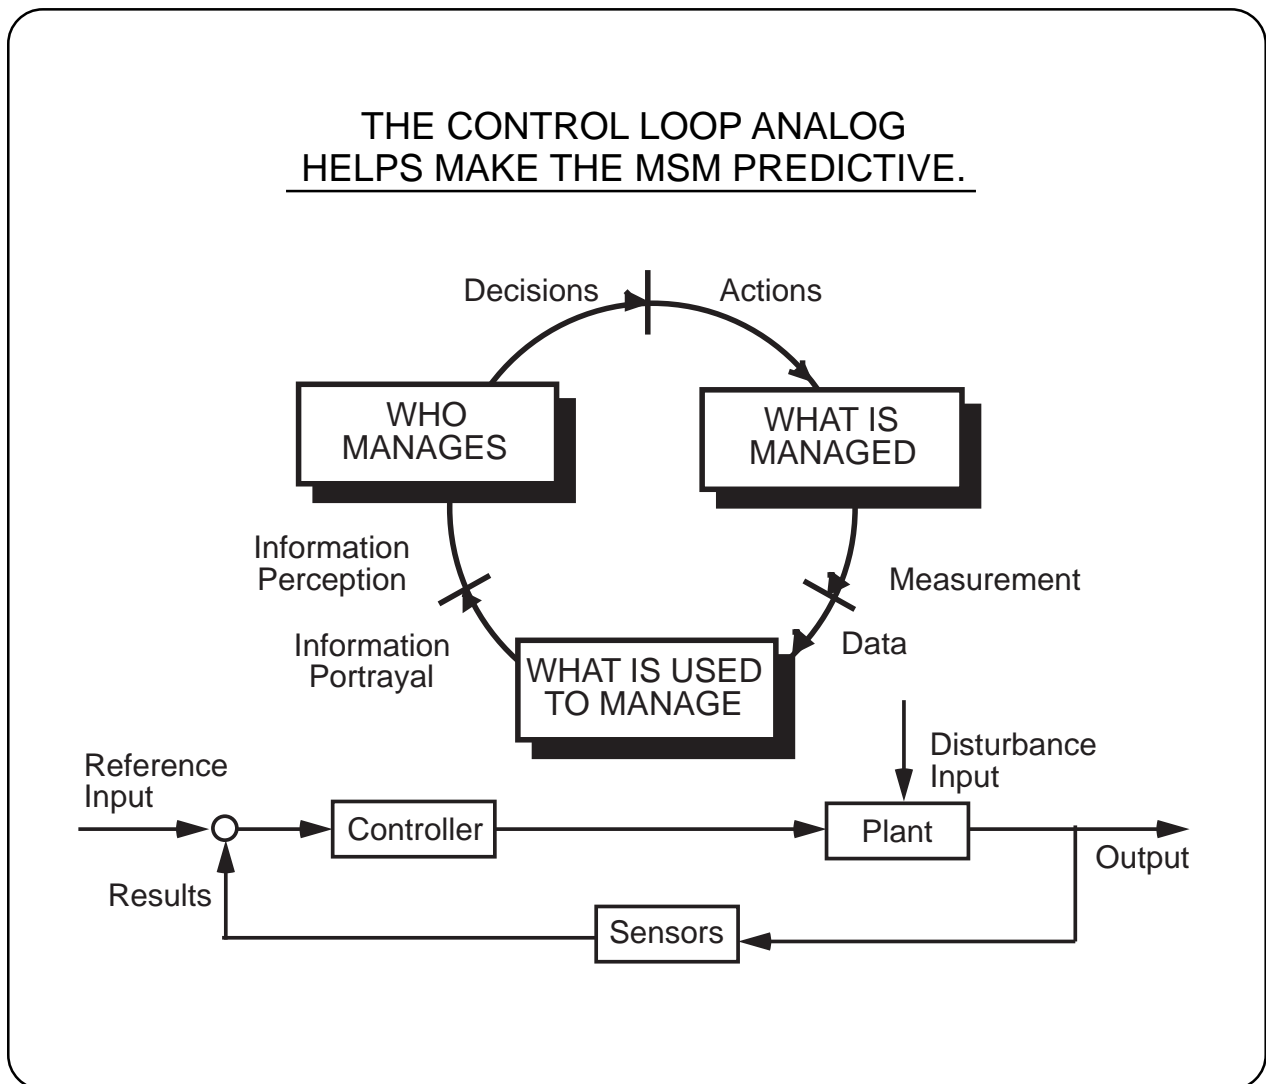 THE CONTROL LOOP ANALOG
HELPS MAKE THE MSM PREDICTIVE.
Decisions
Actions
WHO
MANAGES
WHAT IS
MANAGED
Information
Perception
Measurement
Information
Portrayal
Data
WHAT IS USED
TO MANAGE
Reference
Input
Disturbance
Input
Controller
Plant
Output
Results
Sensors